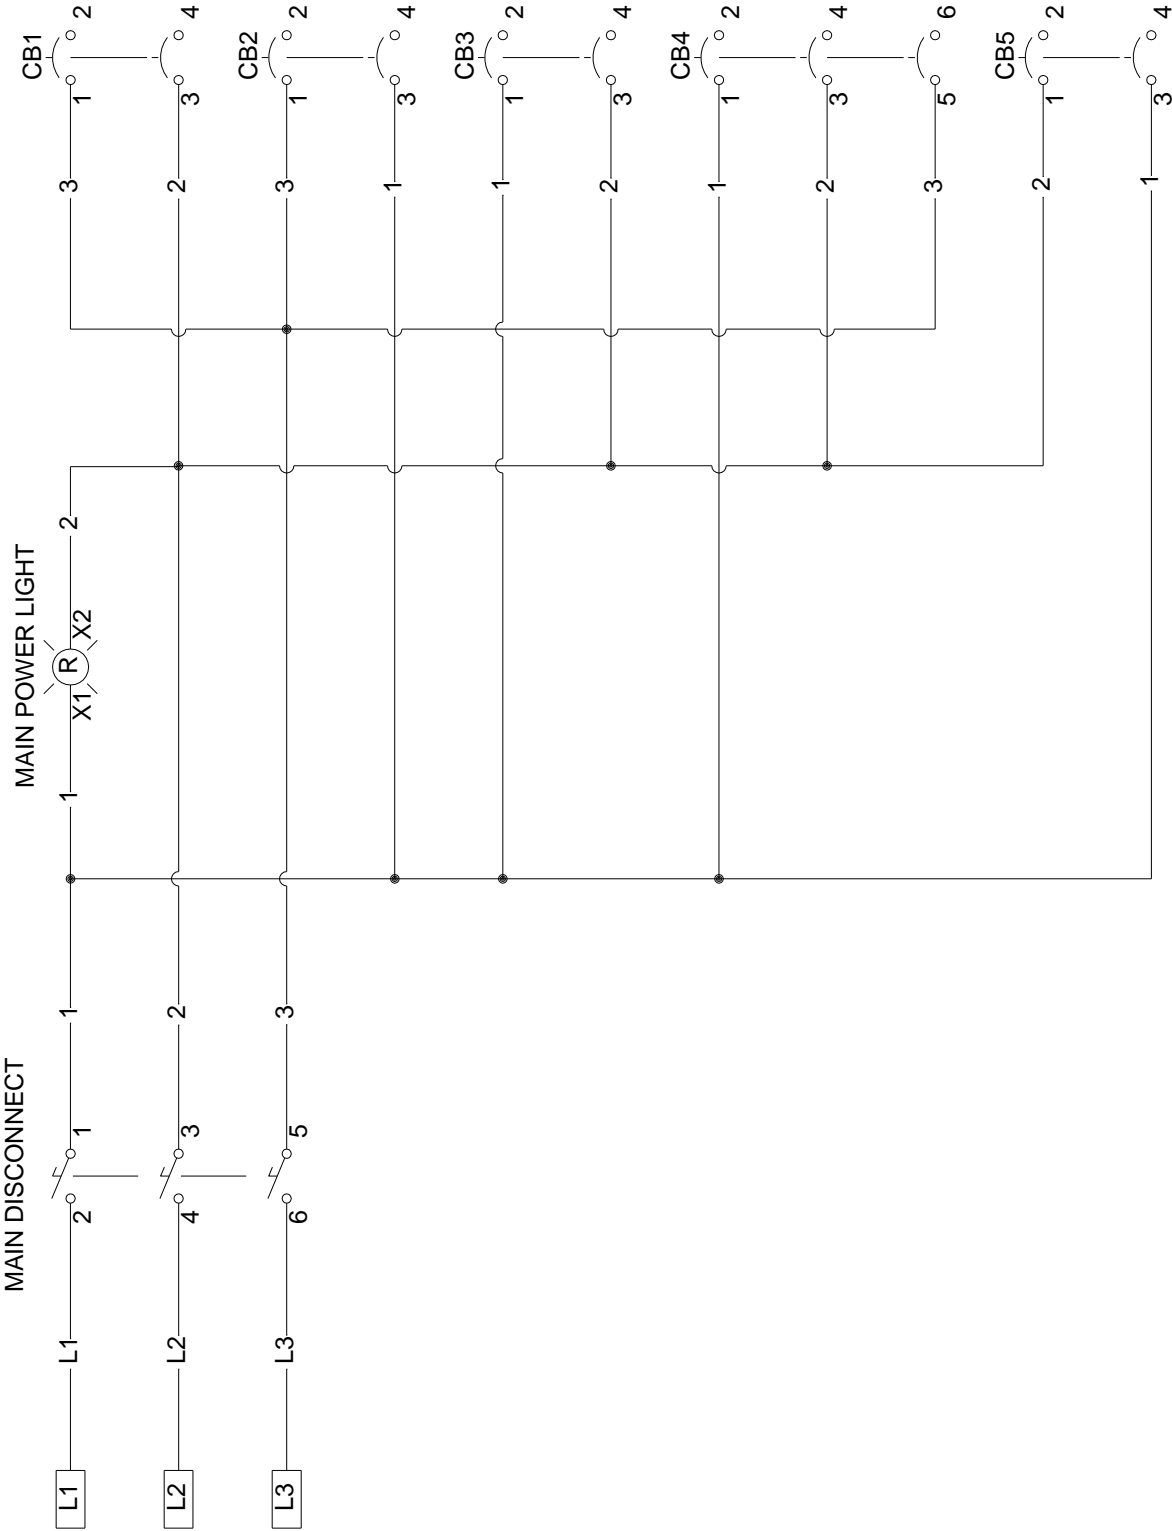 MAIN DISCONNECT
MAIN POWER LIGHT
CB1
L1 L1 1 1 R 2 3
2 1 X1 X2 1 2
L2 L2 2 2
4 3 3 4
CB2
L3 L3 3 3
6 5 1 2
1
3 4
CB3
1
1 2
2
3 4
CB4
1
1 2
2
3 4
3
5 6
CB5
2
1 2
1
3 4